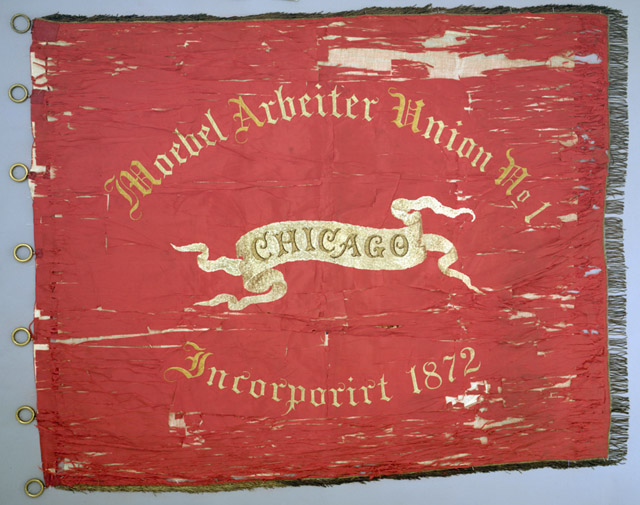 Moebel Arbeiter Union No 1
CHICAGO
Incorporirt 1872